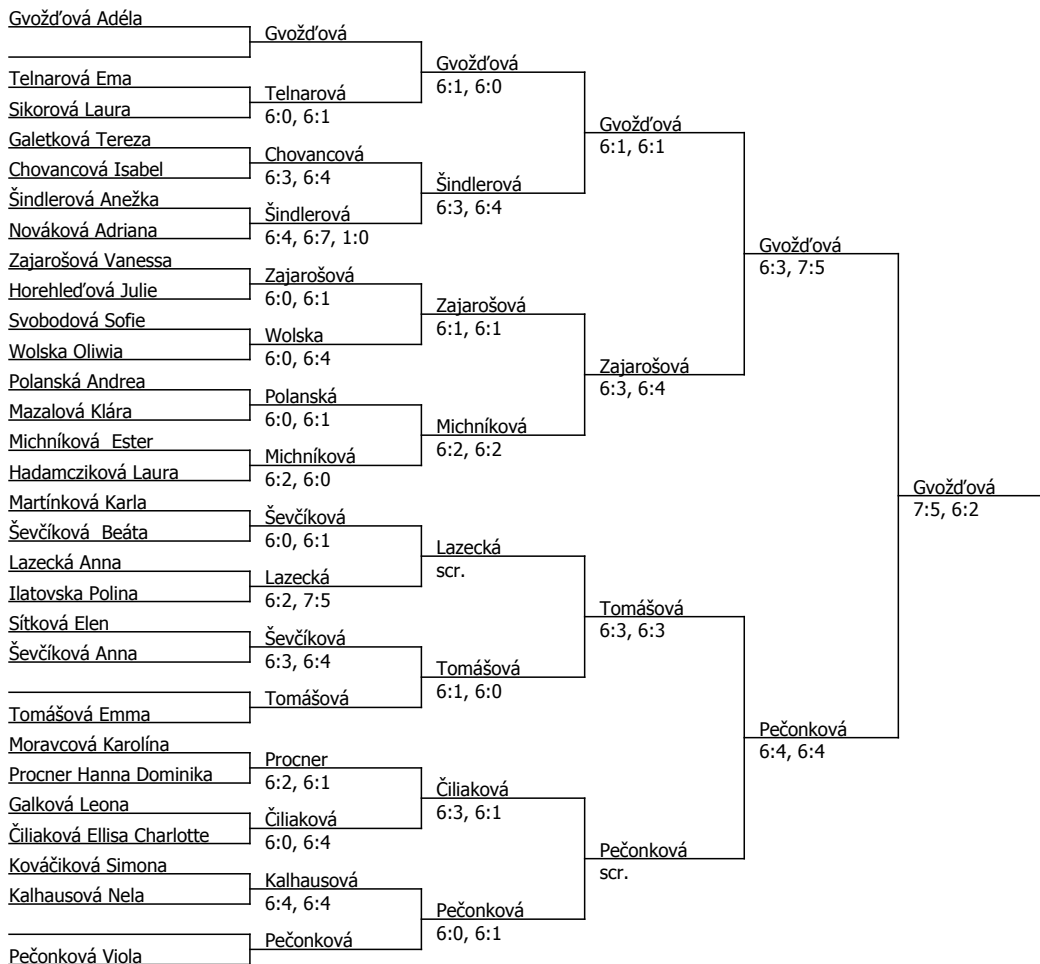 Gvožďová Adéla
Telnarová Ema
Sikorová Laura
Galetková Tereza
Chovancová Isabel
Šindlerová Anežka
Nováková Adriana
Zajarošová Vanessa
Horehleďová Julie
Svobodová Sofie
Wolska Oliwia
Polanská Andrea
Mazalová Klára
Michníková  Ester
Hadamcziková Laura
Martínková Karla
Ševčíková  Beáta
Lazecká Anna
Ilatovska Polina
Sítková Elen
Ševčíková Anna
Tomášová Emma
Moravcová Karolína
Procner Hanna Dominika
Galková Leona
Čiliaková Ellisa Charlotte
Kováčiková Simona
Kalhausová Nela
Pečonková Viola
Gvožďová
Telnarová
6:0, 6:1
Chovancová
6:3, 6:4
Šindlerová
6:4, 6:7, 1:0
Zajarošová
6:0, 6:1
Wolska
6:0, 6:4
Polanská
6:0, 6:1
Michníková
6:2, 6:0
Ševčíková
6:0, 6:1
Lazecká
6:2, 7:5
Ševčíková
6:3, 6:4
Tomášová
Procner
6:2, 6:1
Čiliaková
6:0, 6:4
Kalhausová
6:4, 6:4
Pečonková
Gvožďová
6:1, 6:0
Šindlerová
6:3, 6:4
Zajarošová
6:1, 6:1
Michníková
6:2, 6:2
Lazecká
scr.
Tomášová
6:1, 6:0
Čiliaková
6:3, 6:1
Pečonková
6:0, 6:1
Gvožďová
6:1, 6:1
Zajarošová
6:3, 6:4
Tomášová
6:3, 6:3
Pečonková
scr.
Gvožďová
6:3, 7:5
Pečonková
6:4, 6:4
Gvožďová
7:5, 6:2